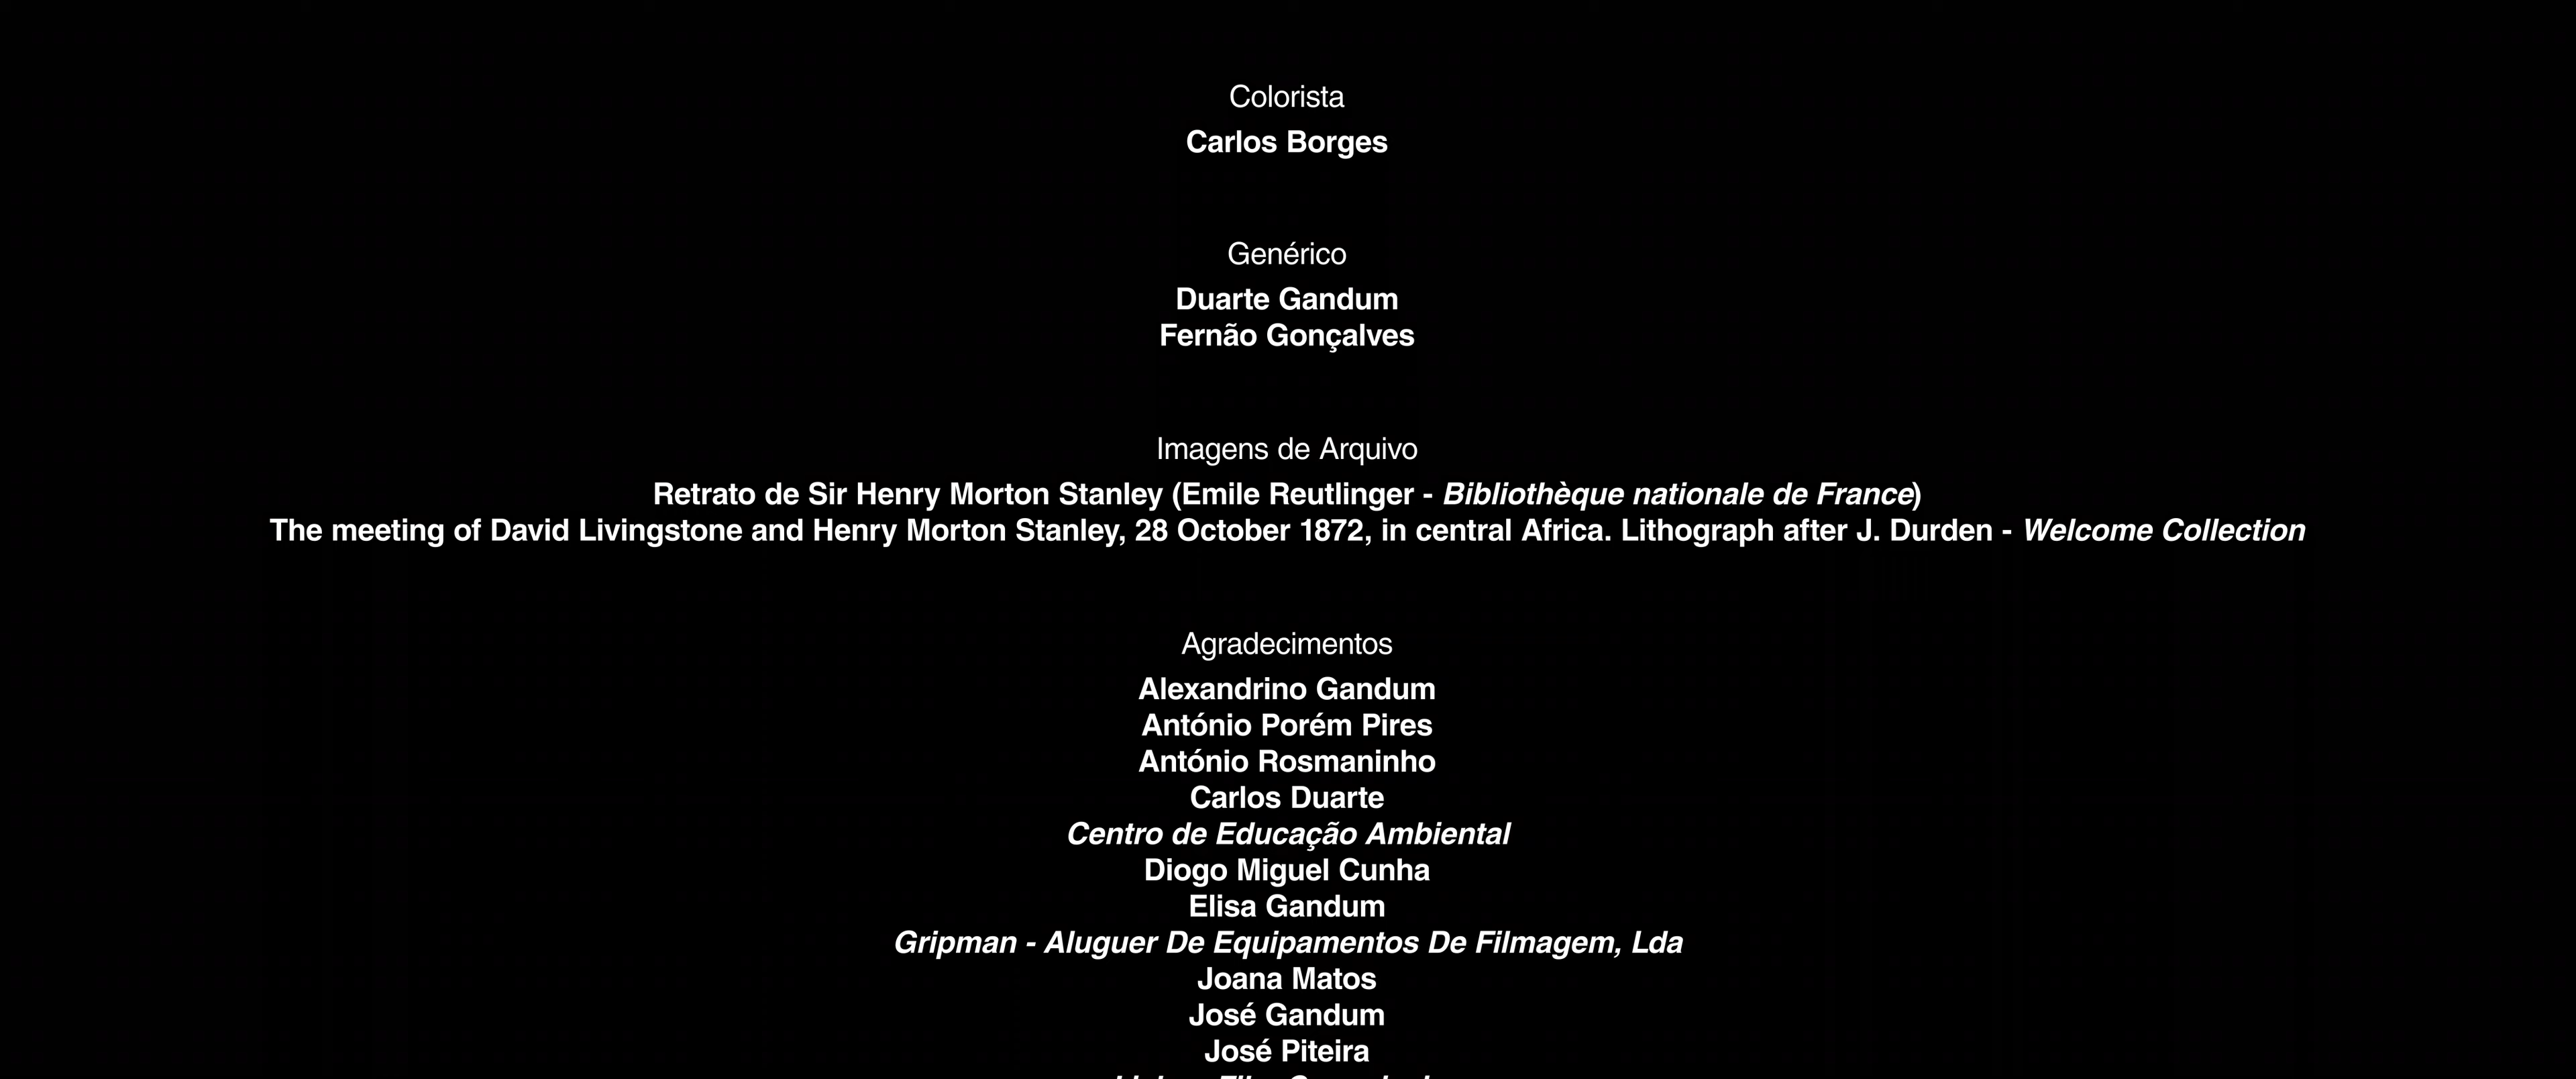 Colorista
Carlos Borges
Genérico
Duarte Gandum
Fernão Gonçalves
Imagens de Arquivo
Retrato de Sir Henry Morton Stanley (Emile Reutlinger - Bibliothèque nationale de France)
The meeting of David Livingstone and Henry Morton Stanley, 28 October 1872, in central Africa. Lithograph after J. Durden - Welcome Collection
Agradecimentos
Alexandrino Gandum
António Porém Pires
António Rosmaninho
Carlos Duarte
Centro de Educação Ambiental
Diogo Miguel Cunha
Elisa Gandum
Gripman - Aluguer De Equipamentos De Filmagem, Lda
Joana Matos
José Gandum
José Piteira